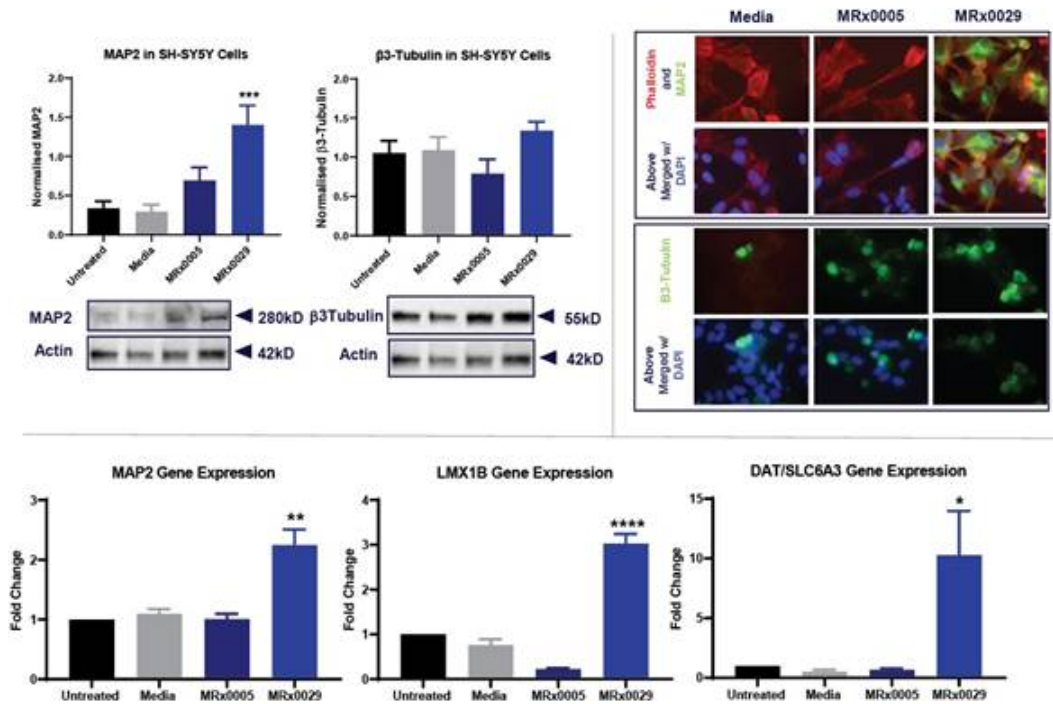 MAP2 in SH-SY5Y Cells
Normalised MAP2
2.0
1.5
1.0
0.5
0.0
***
Untreated
Media
MRx0005
MRx0029
β3-Tubulin in SH-SY5Y Cells
Normalised β3-Tubulin
2.0
1.5
1.0
0.5
0.0
Untreated
Media
MRx0005
MRx0029
MAP2
280kD
Actin
42kD
β3Tubulin
55kD
Actin
42kD
Media MRx0005 MRx0029
Phalloidin
and
MAP2
Above
Merged w/
DAPI
B3-Tubulin
Above
Merged w/
DAPI
MAP2 Gene Expression
Fold Change
3
2
1
0
**
Untreated Media MRx0005 MRx0029
LMX1B Gene Expression
Fold Change
4
3
2
1
0
****
Untreated Media MRx0005 MRx0029
DAT/SLC6A3 Gene Expression
Fold Change
15
10
5
0
*
Untreated Media MRx0005 MRx0029